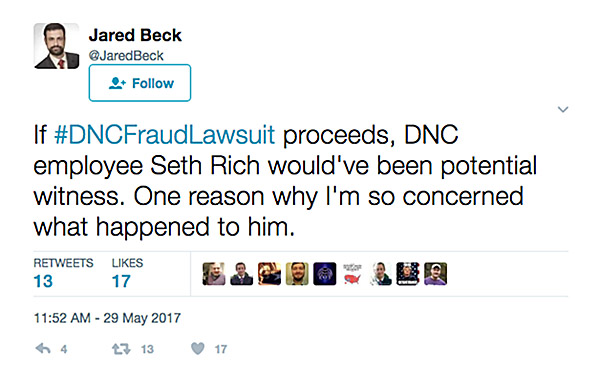 Jared Beck
@JaredBeck
Follow
If #DNCFraudLawsuit proceeds, DNC
employee Seth Rich would've been potential
witness. One reason why I'm so concerned
what happened to him.
RETWEETS LIKES
13 17
11:52 AM - 29 May 2017
4 13 17